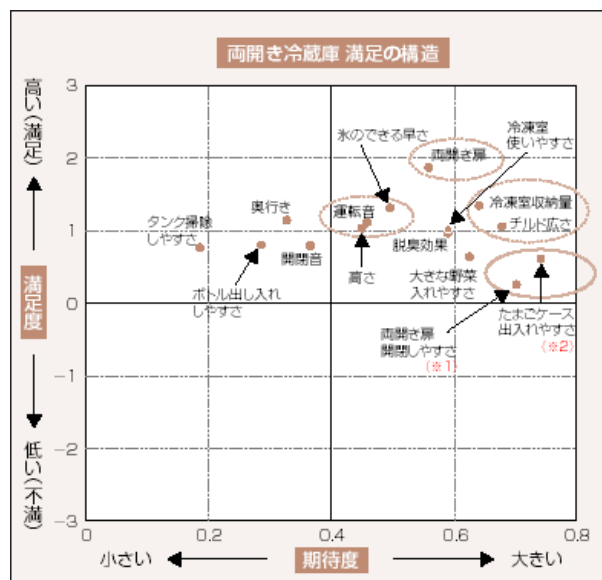 両開き冷蔵庫 満足の構造
高い(満足)
満足度
低い(不満)
3
2
1
0
−1
−2
−3
0
0.2
0.4
0.6
0.8
小さい
期待度
大きい
氷のできる早さ
両開き扉
冷凍室
使いやすさ
奥行き
運転音
冷凍室収納量
チルド広さ
タンク掃除
しやすさ
開閉音
高さ
脱臭効果
ボトル出し入れ
しやすさ
大きな野菜
入れやすさ
両開き扉
開閉しやすさ
(※1)
たまごケース
出入れやすさ
(※2)